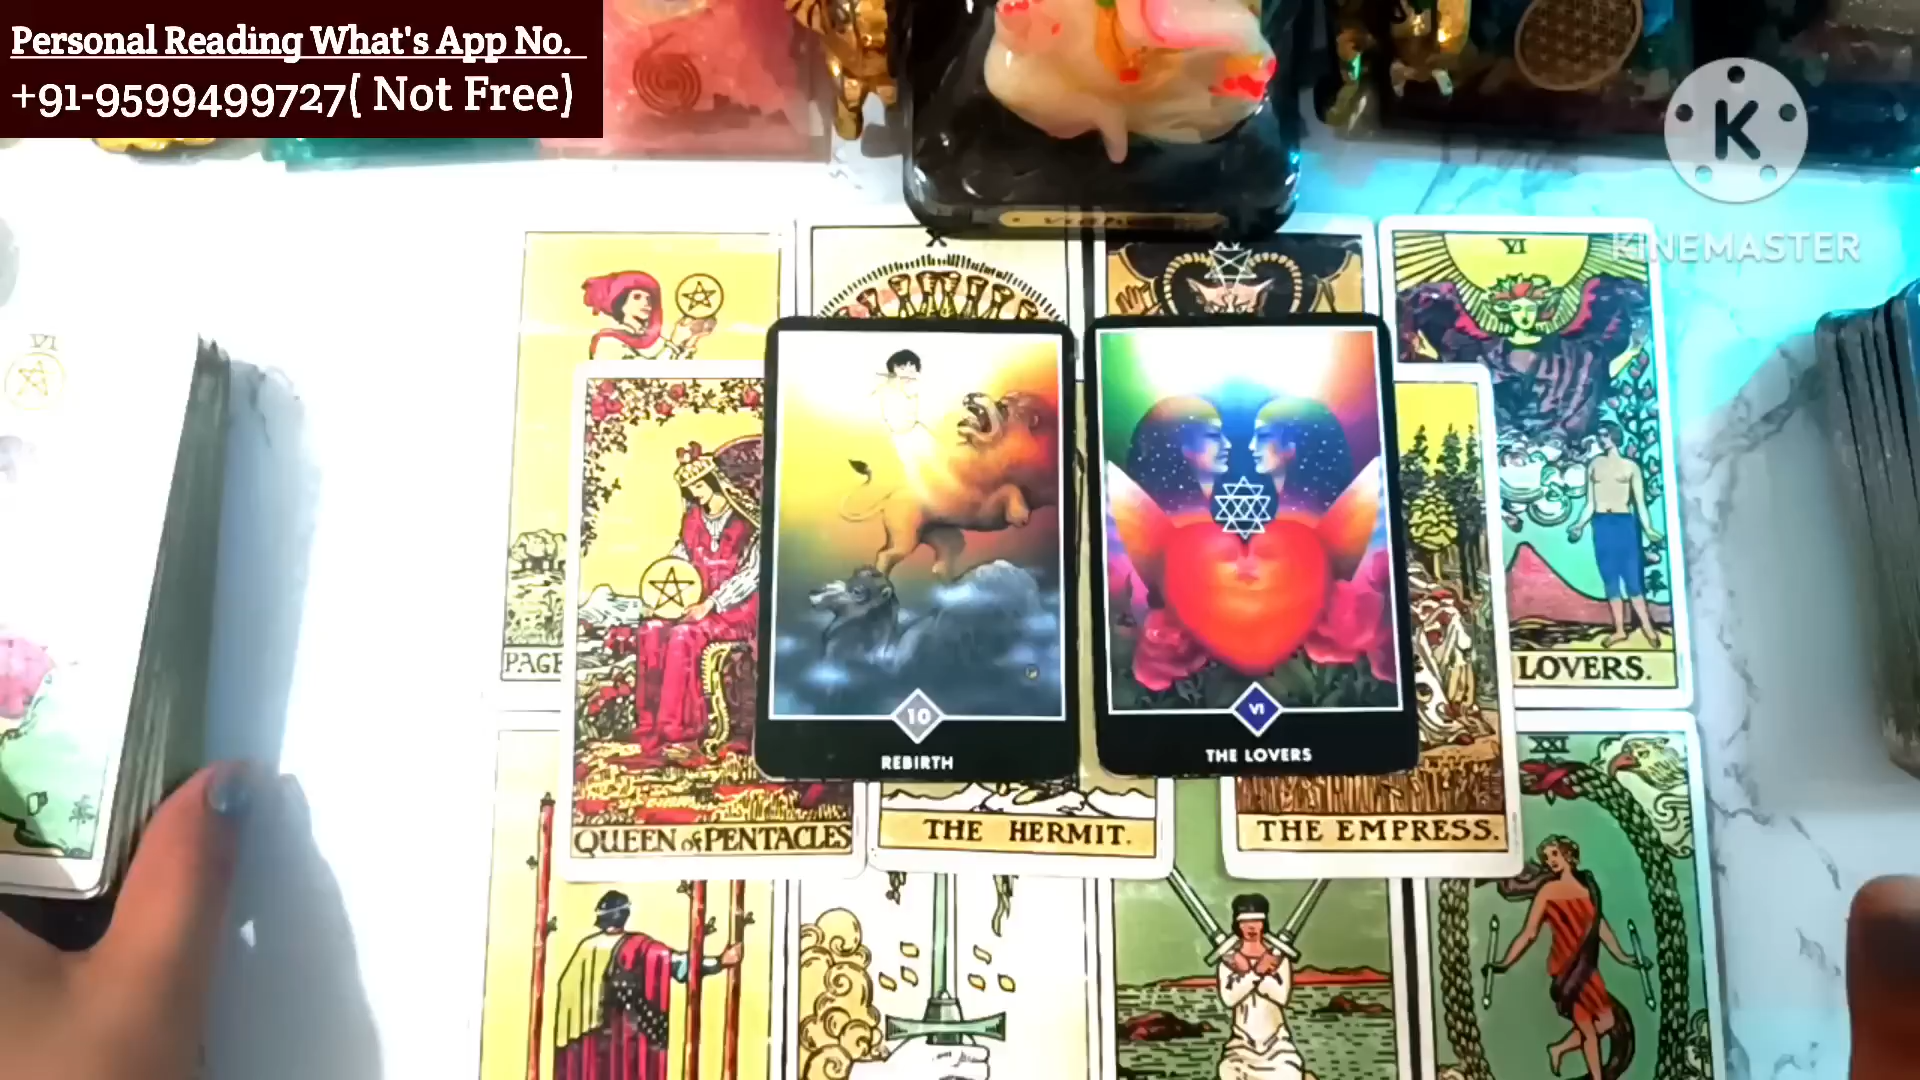 Personal Reading What's App No.
+91-9599499727( Not Free)
K
KINEMASTER
VI
X
VI
PAGE
LOVERS.
10
REBIRTH
VI
THE LOVERS
XXI
QUEEN of PENTACLES
THE HERMIT.
THE EMPRESS.